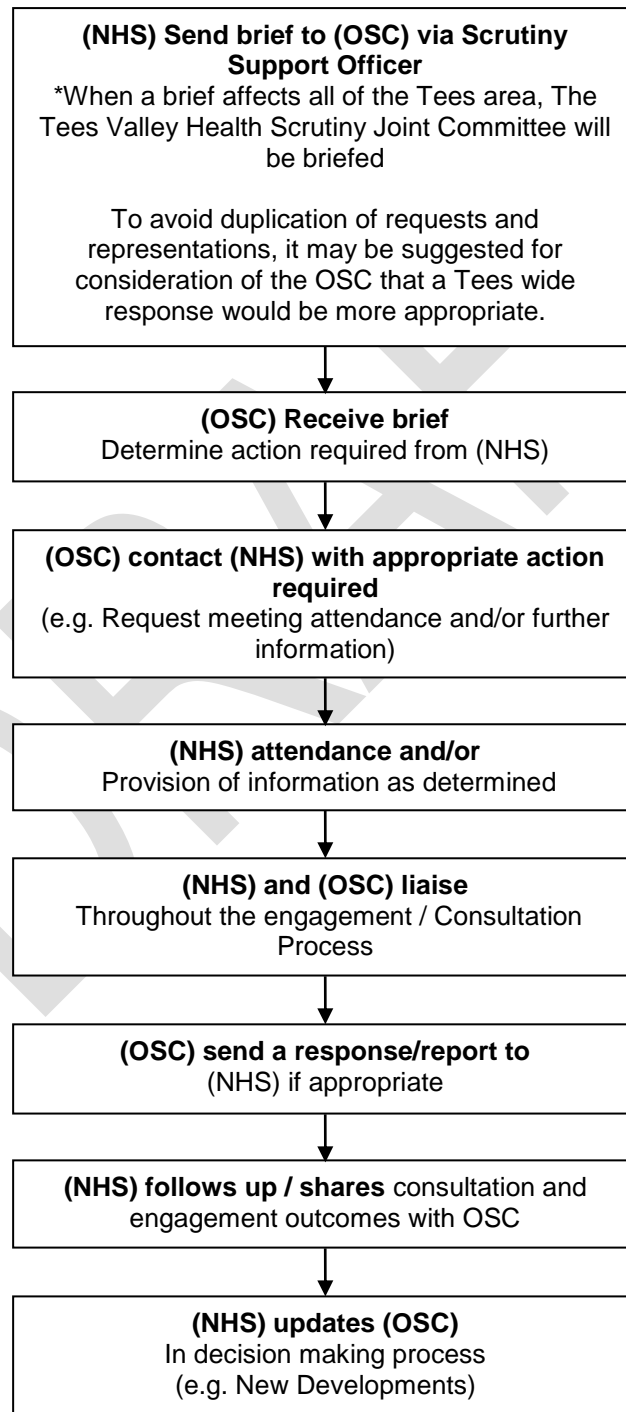 (NHS) Send brief to (OSC) via Scrutiny
Support Officer
*When a brief affects all of the Tees area, The
Tees Valley Health Scrutiny Joint Committee will
be briefed
To avoid duplication of requests and
representations, it may be suggested for
consideration of the OSC that a Tees wide
response would be more appropriate.
(OSC) Receive brief
Determine action required from (NHS)
(OSC) contact (NHS) with appropriate action
required
(e.g. Request meeting attendance and/or further
information)
(NHS) attendance and/or
Provision of information as determined
(NHS) and (OSC) liaise
Throughout the engagement / Consultation
Process
(OSC) send a response/report to
(NHS) if appropriate
(NHS) follows up / shares consultation and
engagement outcomes with OSC
(NHS) updates (OSC)
In decision making process
(e.g. New Developments)